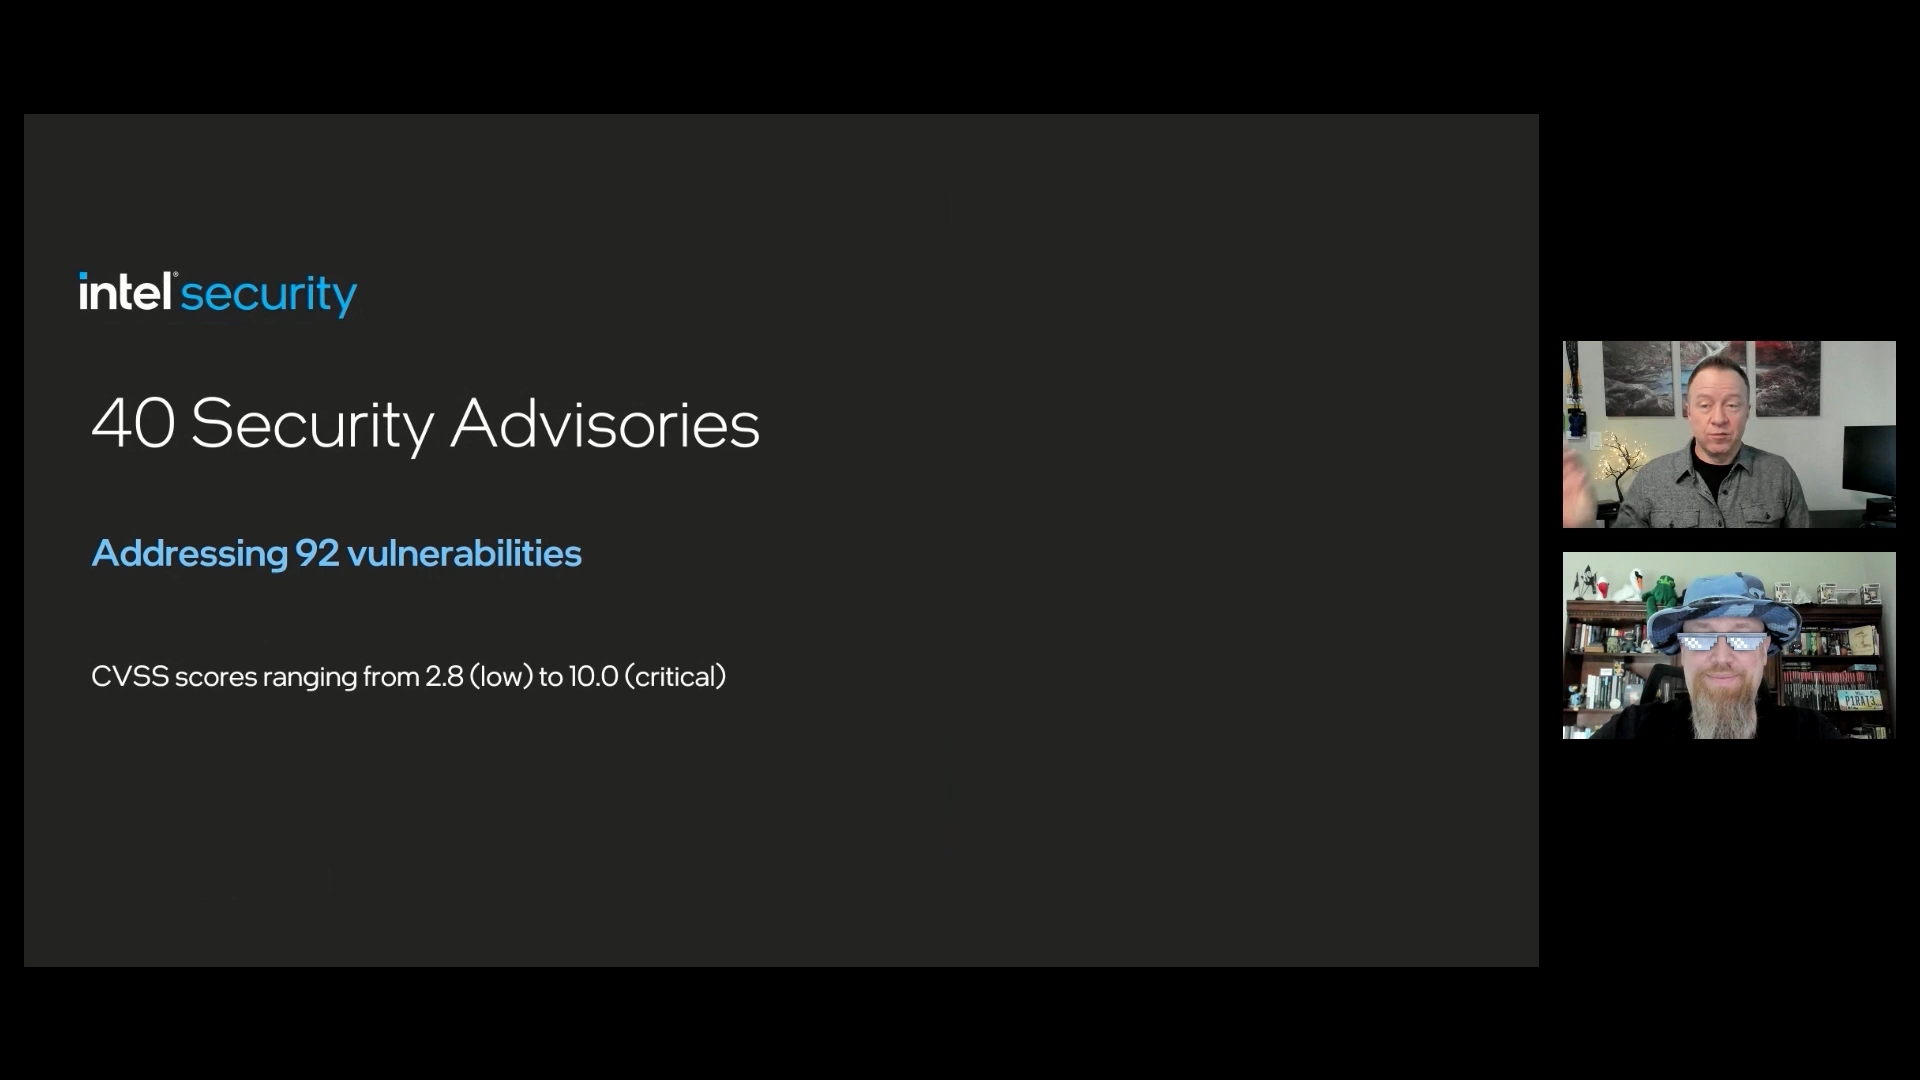 intel® security
40 Security Advisories
Addressing 92 vulnerabilities
CVSS scores ranging from 2.8 (low) to 10.0 (critical)
P1RAT3